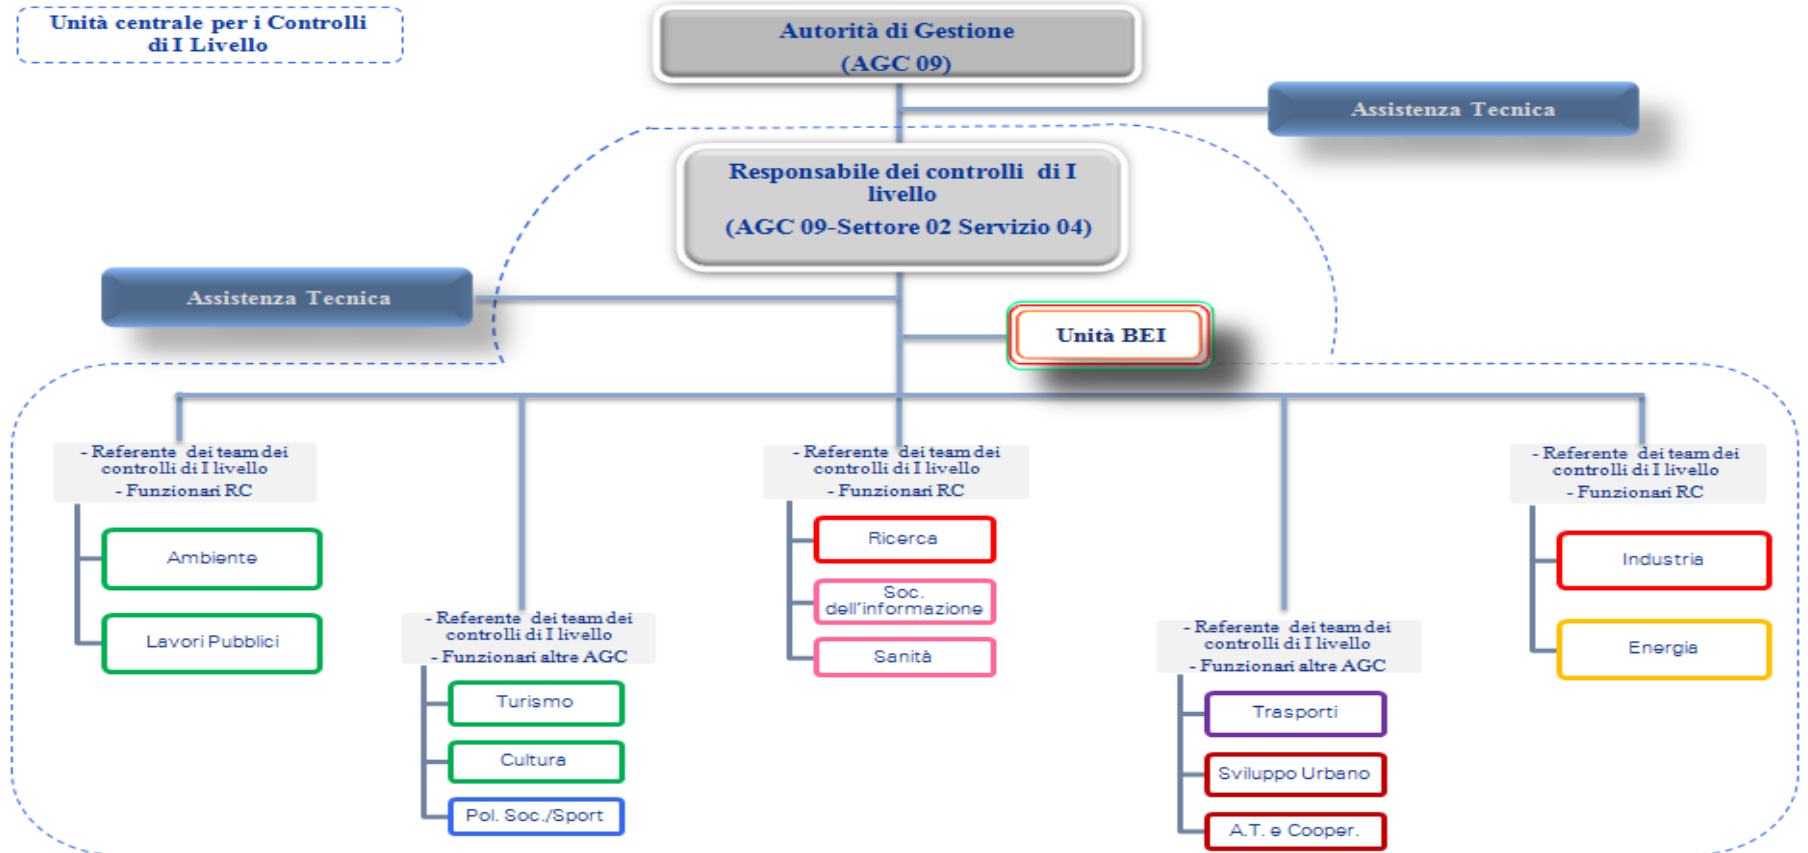 Unità centrale per i Controlli
di I Livello
Autorità di Gestione
(AGC 09)
Assistenza Tecnica
Responsabile dei controlli di I
livello
(AGC 09-Settore 02 Servizio 04)
Assistenza Tecnica
Unità BEI
- Referente dei team dei
controlli di I livello
- Funzionari RC
Ambiente
Lavori Pubblici
- Referente dei team dei
controlli di I livello
- Funzionari altre AGC
Turismo
Cultura
Pol. Soc./Sport
- Referente dei team dei
controlli di I livello
- Funzionari RC
Ricerca
Soc.
dell'informazione
Sanità
- Referente dei team dei
controlli di I livello
- Funzionari altre AGC
Trasporti
Sviluppo Urbano
A.T. e Cooper.
- Referente dei team dei
controlli di I livello
- Funzionari RC
Industria
Energia